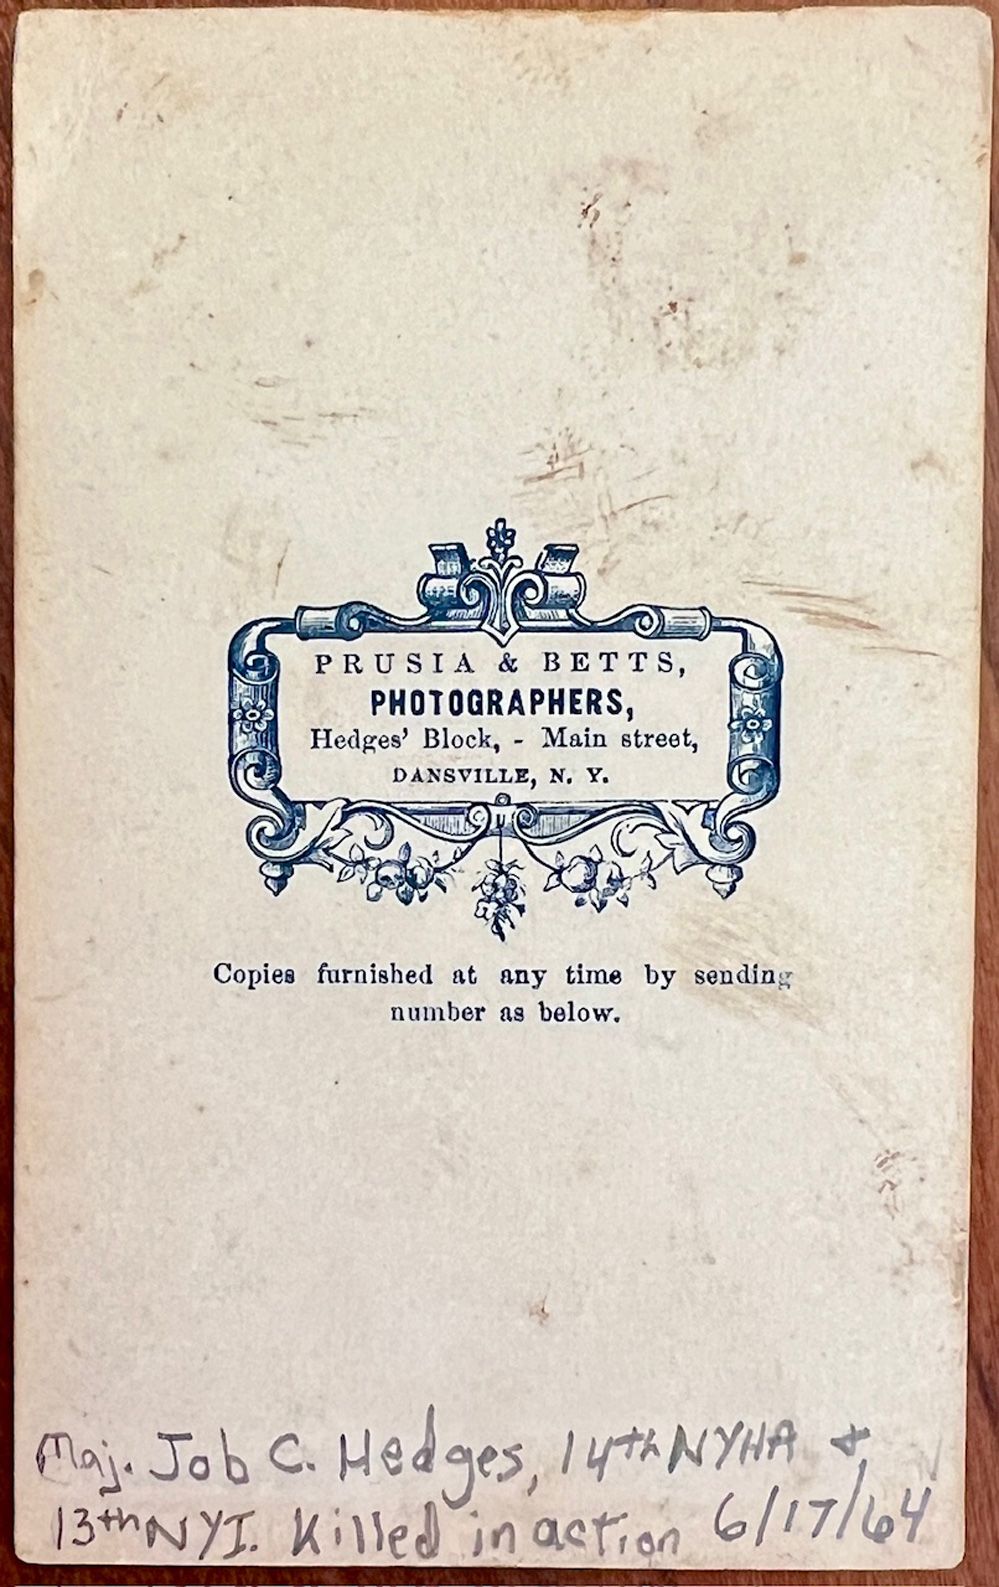 PRUSIA & BETTS,
PHOTOGRAPHERS,
Hedges' Block, - Main street,
DANSVILLE, N. Y.
Copies furnished at any time by sending
number as below.
Maj. Job C. Hedges, 14th NYHA &
13th NYI. Killed in action 6/17/64